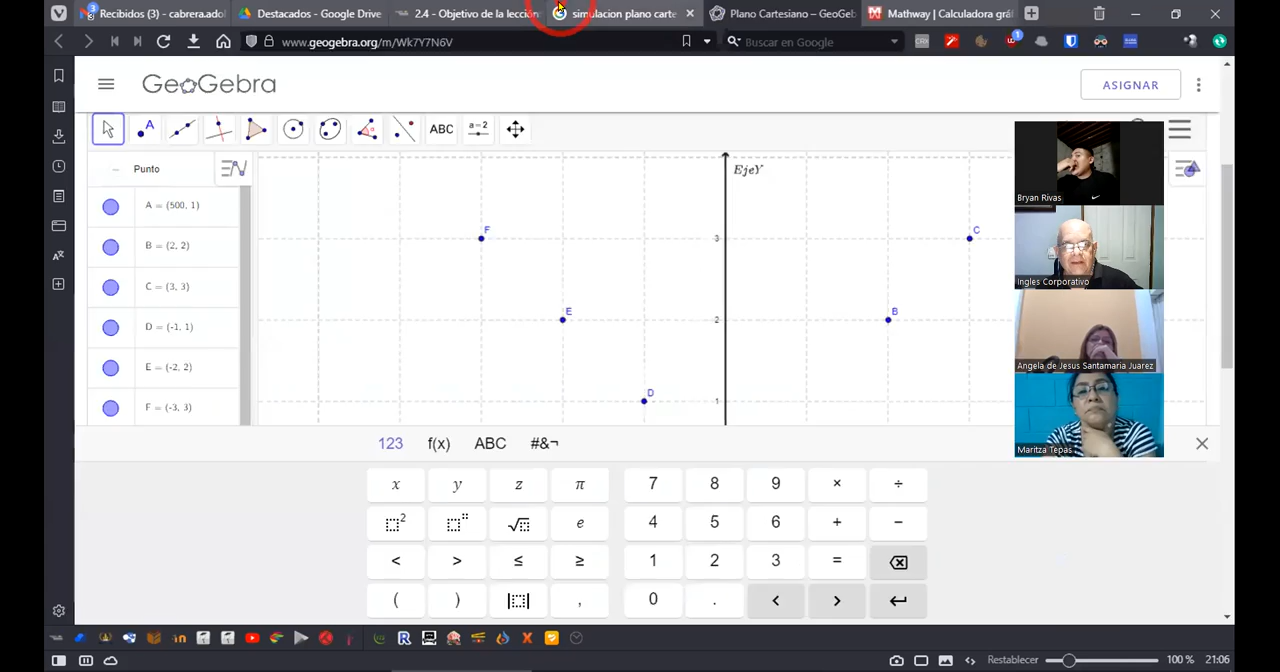 Recibidos (3) - cabrera.adol
Destacados - Google Drive
2.4 - Objetivo de la lección
simulacion plano carte
Plano Cartesiano – GeoGeb
Mathway | Calculadora gráf
www.geogebra.org/m/Wk7Y7N6V
Buscar en Google
GeoGebra
ASIGNAR
ABC
a=2
Punto
A = (500, 1)
B = (2, 2)
C = (3, 3)
D = (-1, 1)
E = (-2, 2)
F = (-3, 3)
EjeY
F
3
C
E
2
B
D
1
Bryan Rivas
Ingles Corporativo
Angela de Jesus Santamaria Juarez
Maritza Tepas
123 f(x) ABC #&¬
x y z π 7 8 9 × ÷
e 4 5 6 + −
< > ≤ ≥ 1 2 3 =
( ) , 0 . < >
Restablecer 100 % 21:06